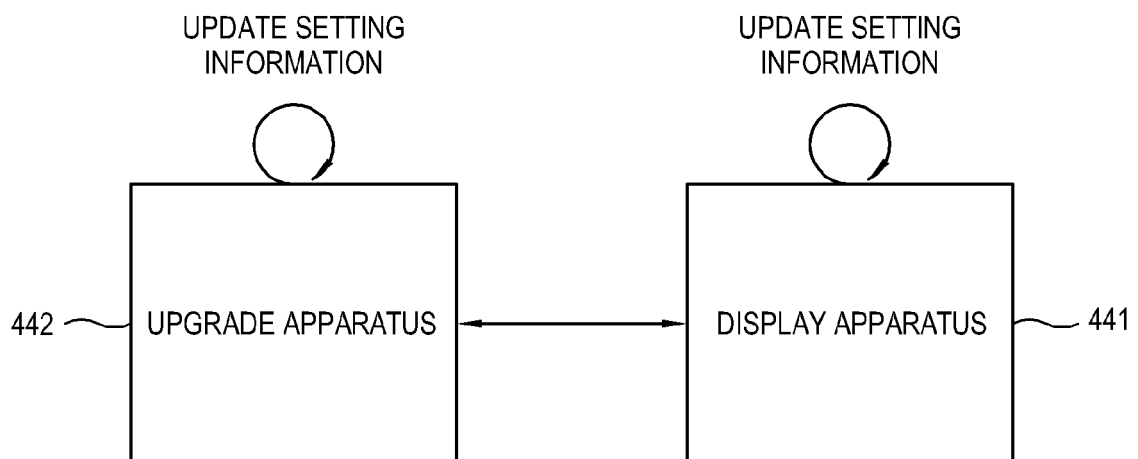 UPDATE SETTING
INFORMATION
UPDATE SETTING
INFORMATION
442
UPGRADE APPARATUS
DISPLAY APPARATUS
441